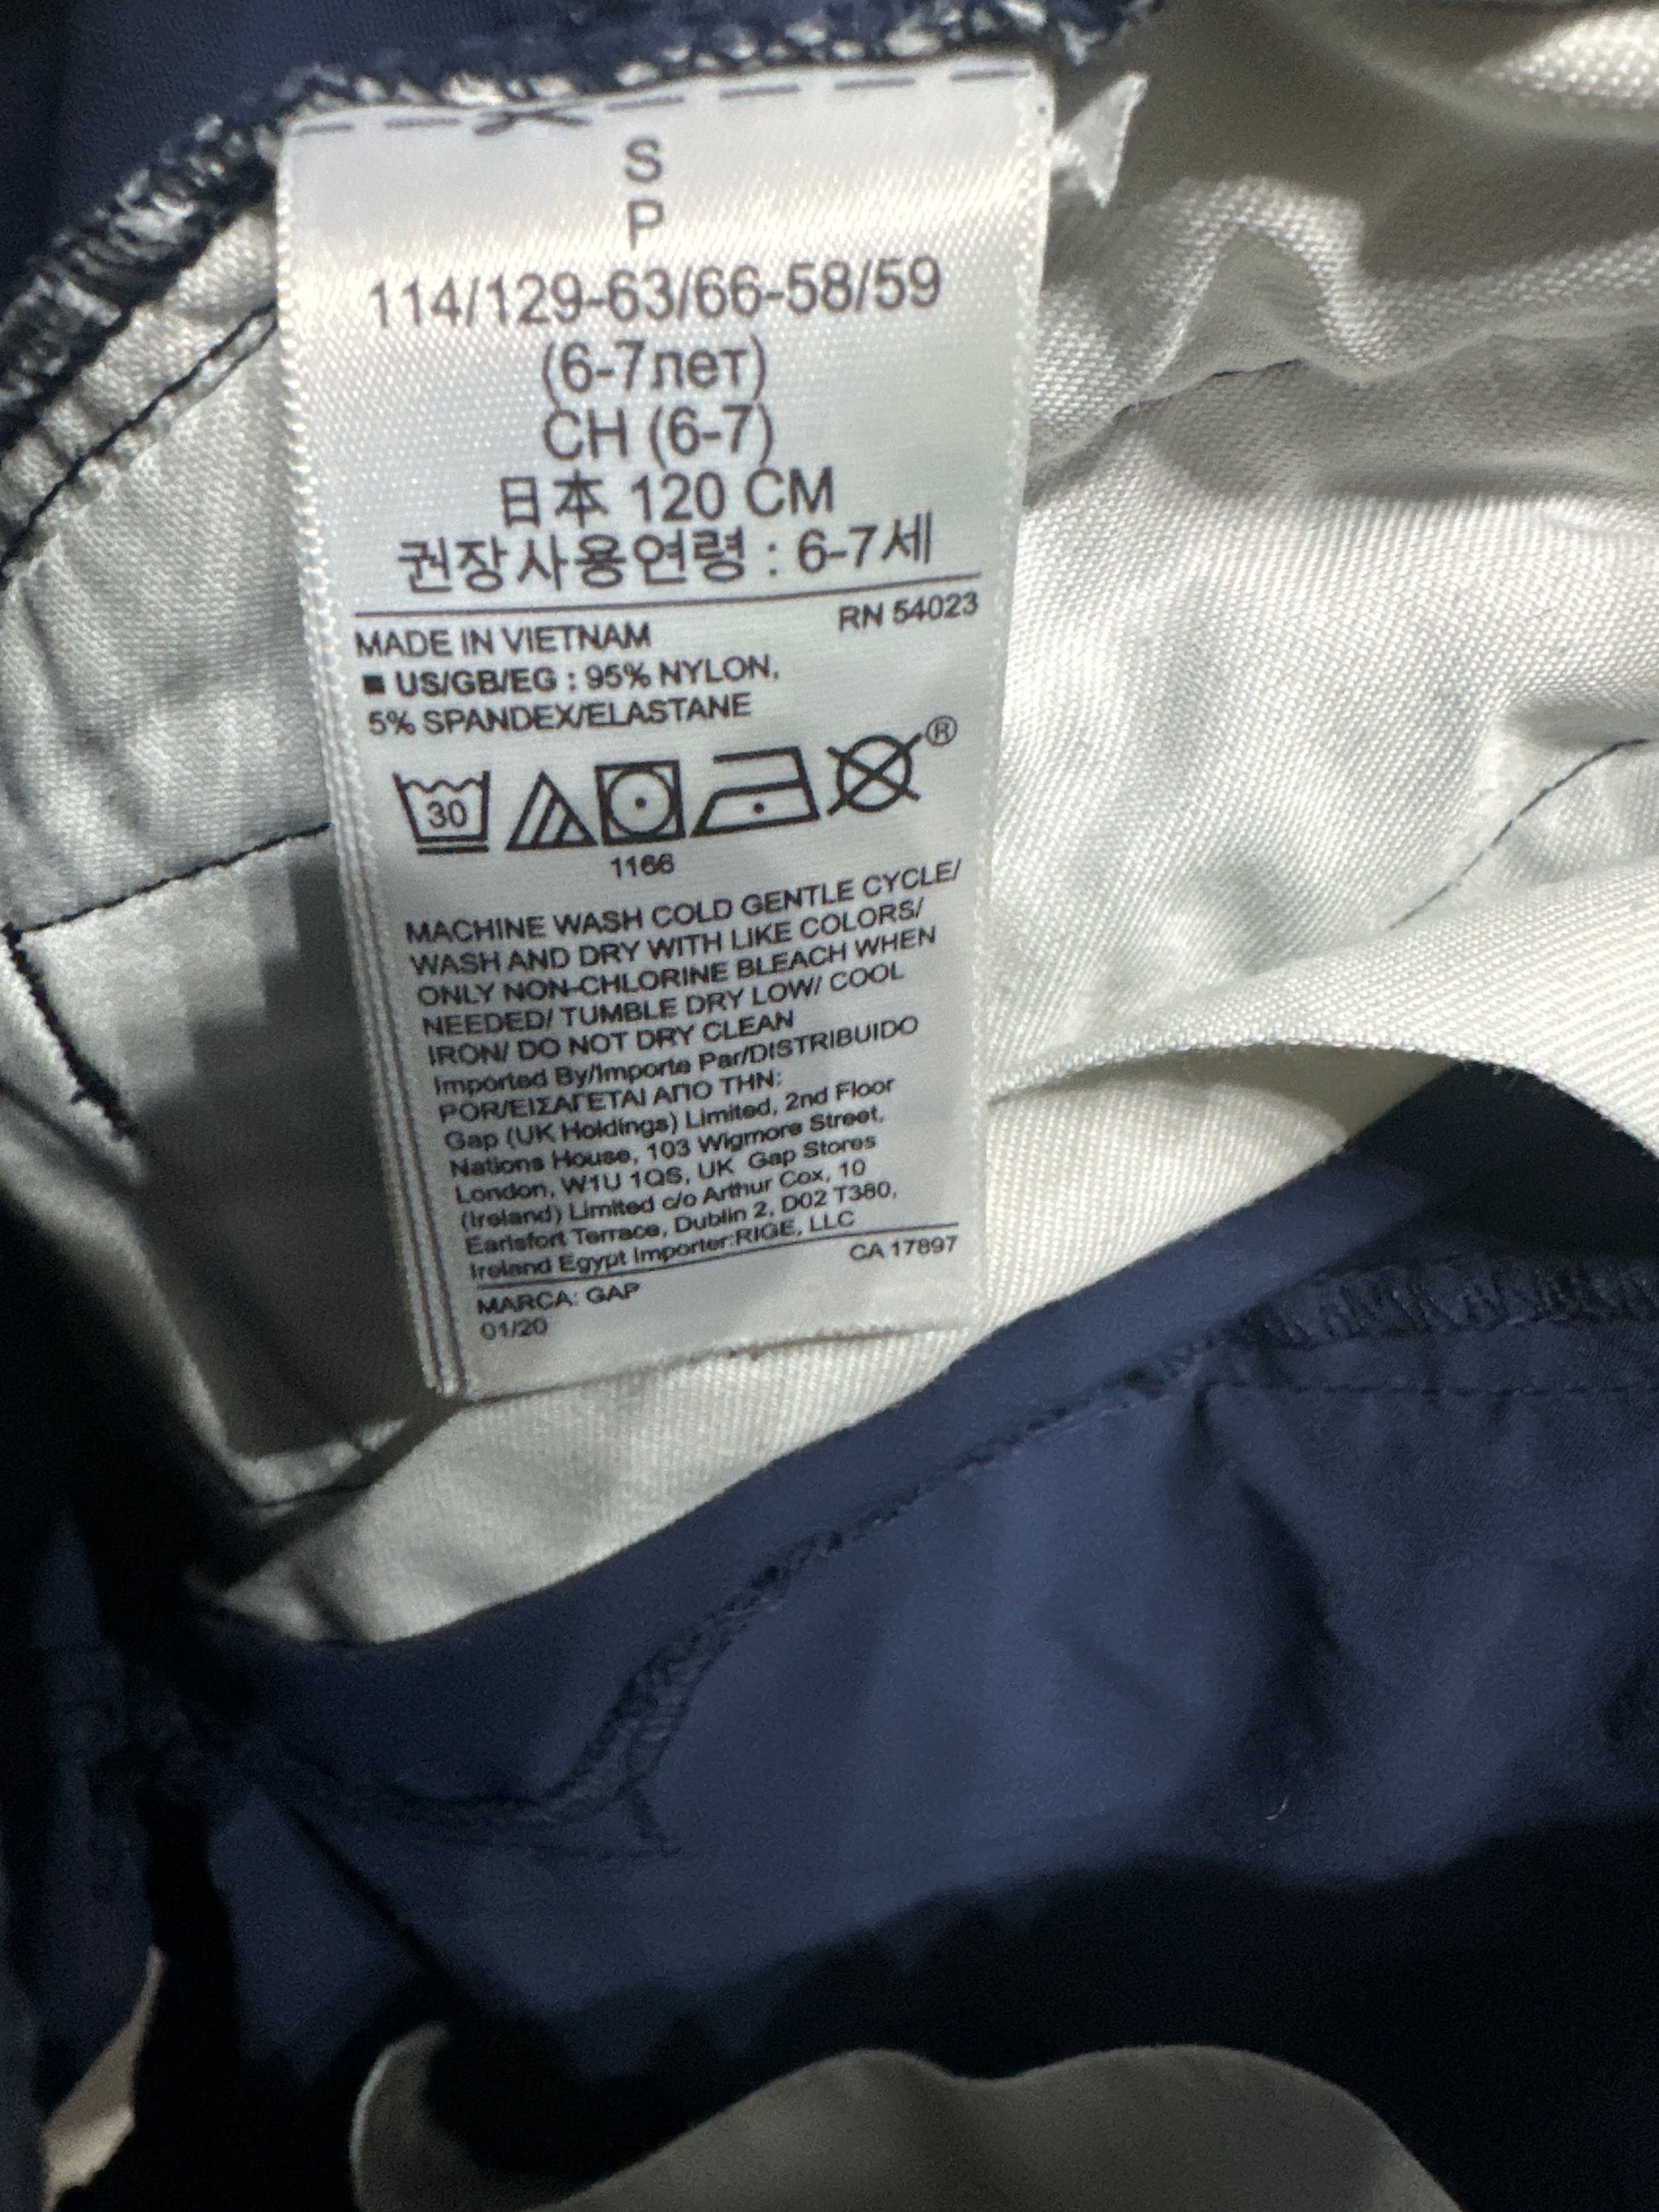 S
P
114/129-63/66-58/59
(6-7лет)
CH (6-7)
日本 120 CM
권장사용연령 : 6-7세
RN 54023
MADE IN VIETNAM
■ US/GB/EG : 95% NYLON,
5% SPANDEX/ELASTANE
30
®
1166
MACHINE WASH COLD GENTLE CYCLE/
WASH AND DRY WITH LIKE COLORS/
ONLY NON-CHLORINE BLEACH WHEN
NEEDED/ TUMBLE DRY LOW/ COOL
IRON/ DO NOT DRY CLEAN
Imported By/Importe Par/DISTRIBUIDO
POR/ΕΙΣΑΓΕΤΑΙ ΑΠΟ ΤΗΝ:
Gap (UK Holdings) Limited, 2nd Floor
Nations House, 103 Wigmore Street,
London, W1U 1QS, UK Gap Stores
(Ireland) Limited c/o Arthur Cox, 10
Earlsfort Terrace, Dublin 2, D02 T380,
Ireland Egypt Importer:RIGE, LLC
CA 17897
MARCA: GAP
01/20